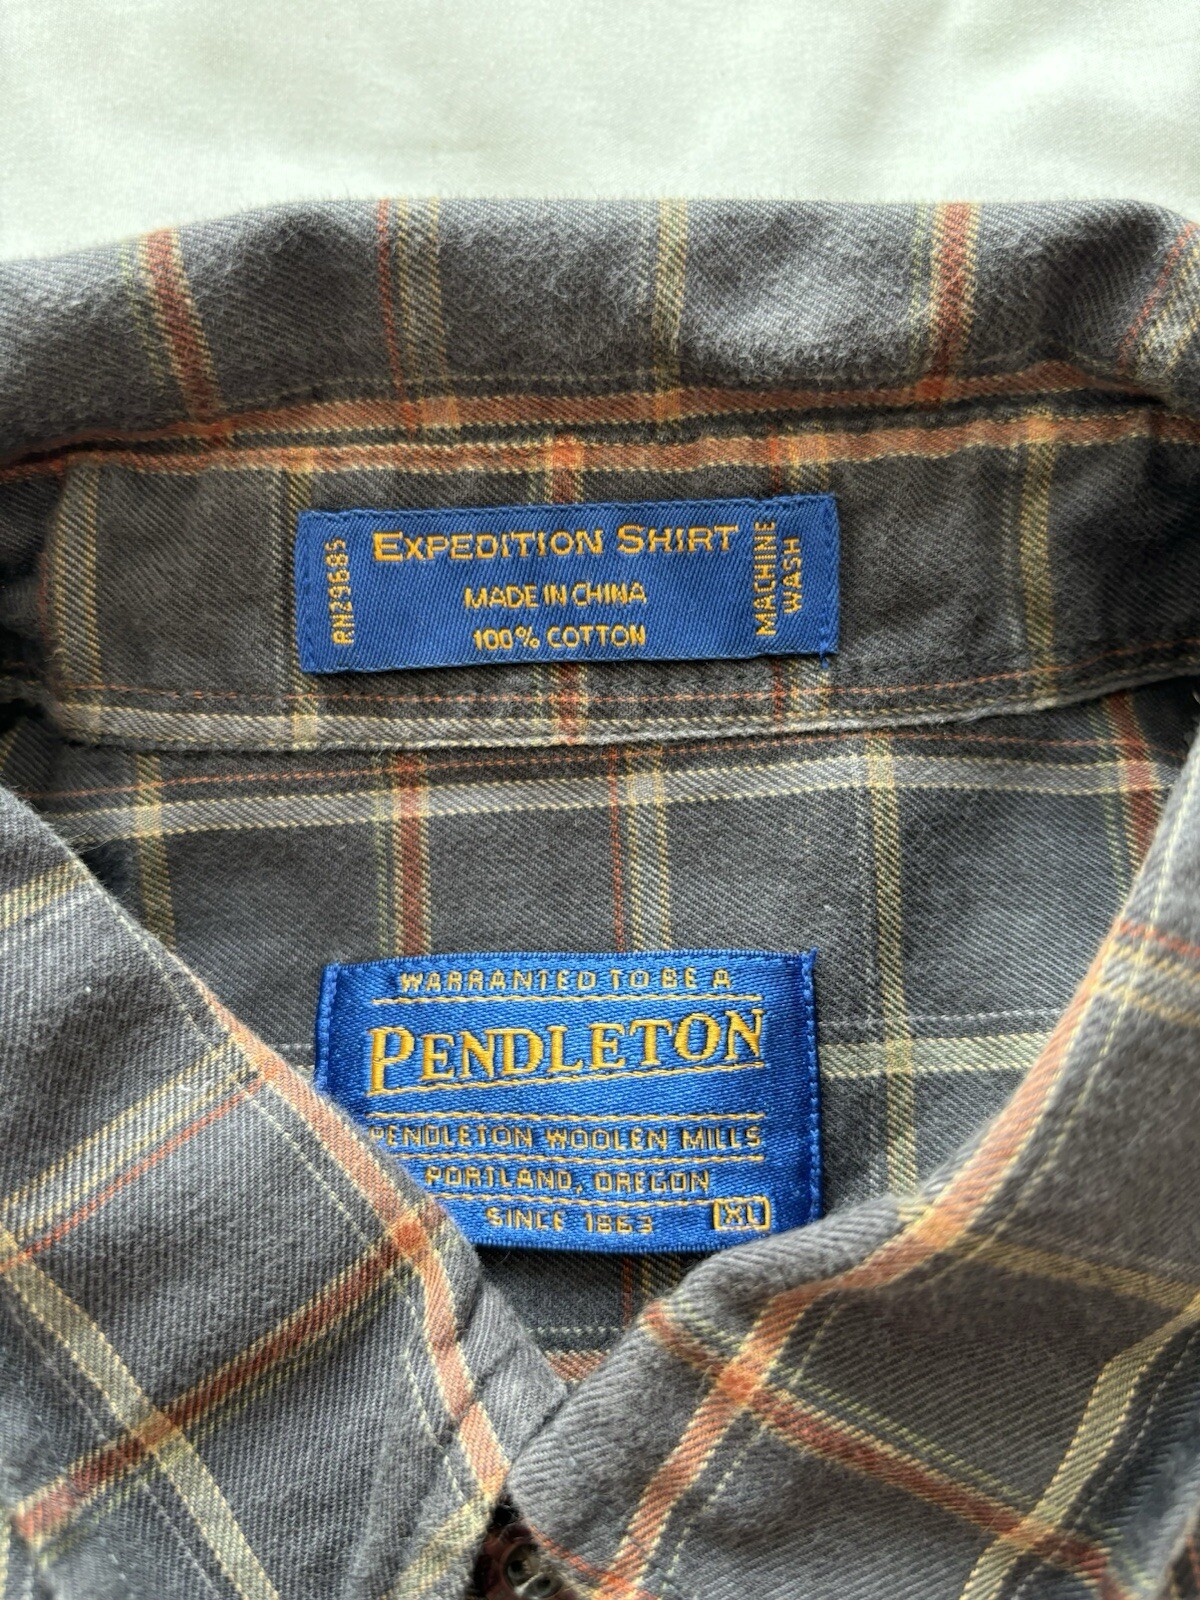 EXPEDITION SHIRT
MADE IN CHINA
100% COTTON
RN29685
MACHINE
WASH
WARRANTED TO BE A
PENDLETON
PENDLETON WOOLEN MILLS
PORTLAND, OREGON
SINCE 1863
XL